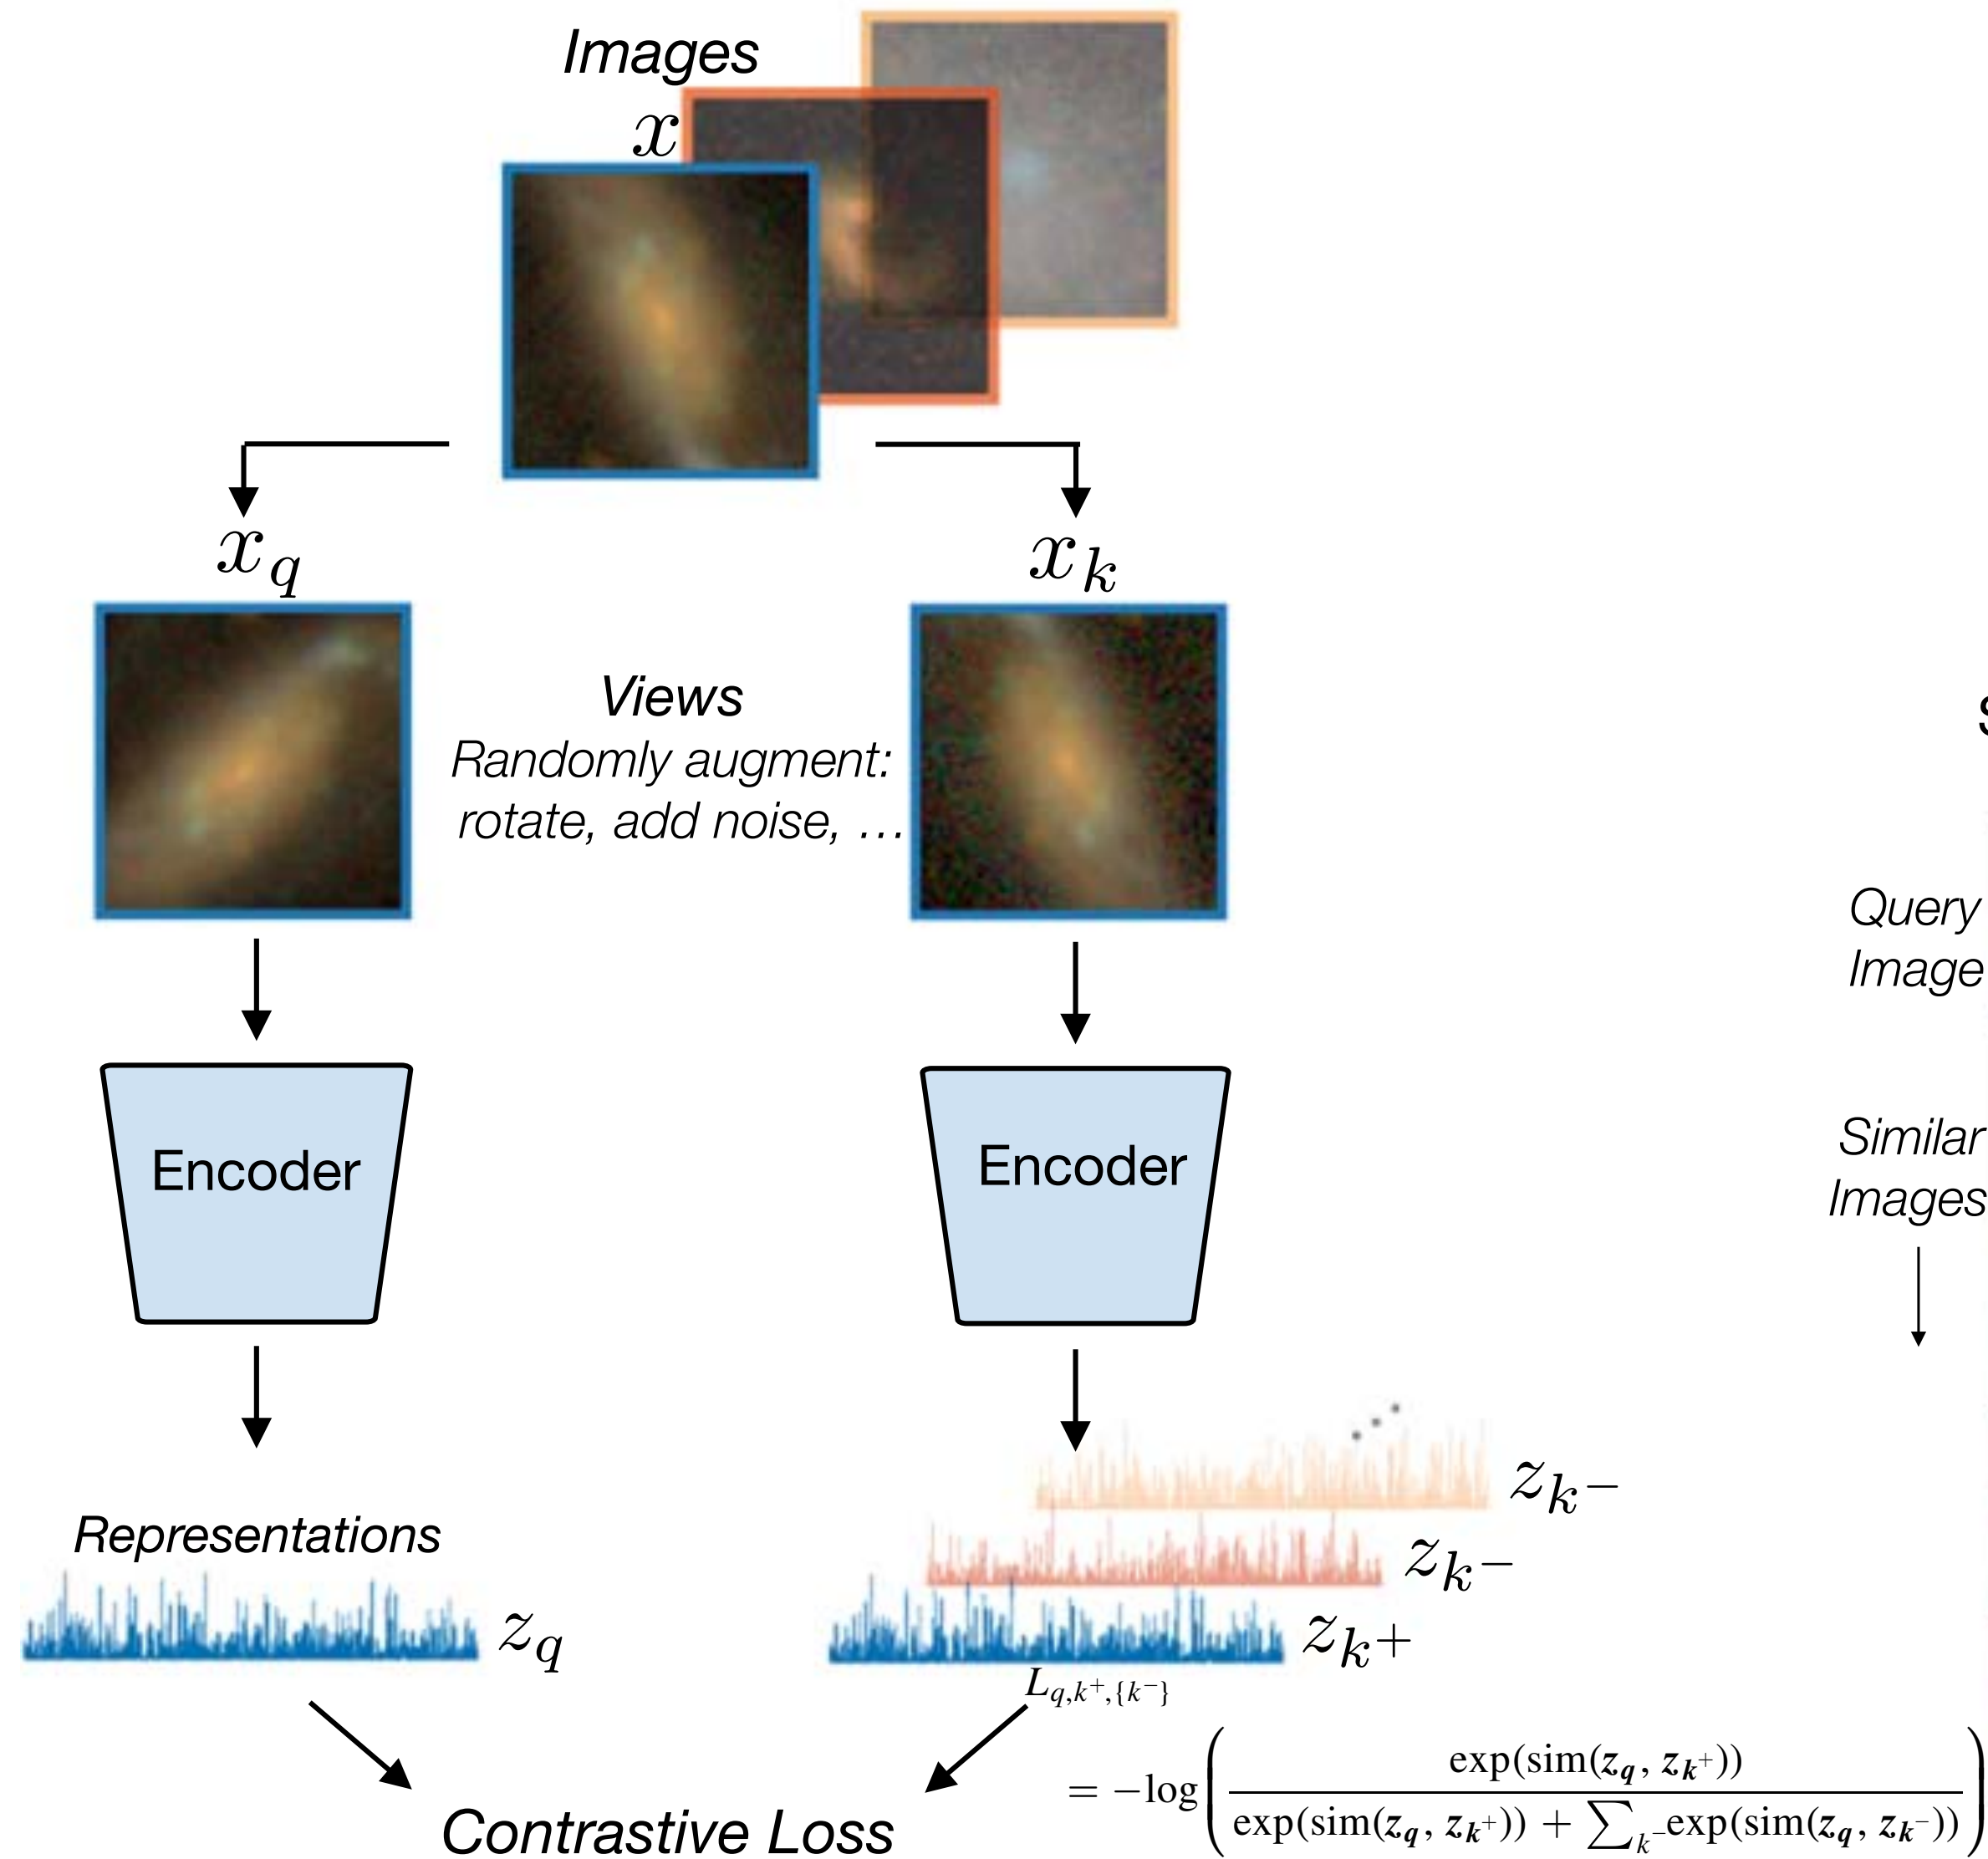 Images
x
x_q
x_k
Views
Randomly augment:
rotate, add noise, …
Encoder
Encoder
Representations
z_q
z_{k^-}
z_{k^-}
z_{k^+}
L_{q,k^+,{k^-}}
= −log( exp(sim(z_q, z_{k^+})) / exp(sim(z_q, z_{k^+})) + ∑_{k^-} exp(sim(z_q, z_{k^-})) )
Contrastive Loss
Query
Image
Similar
Images